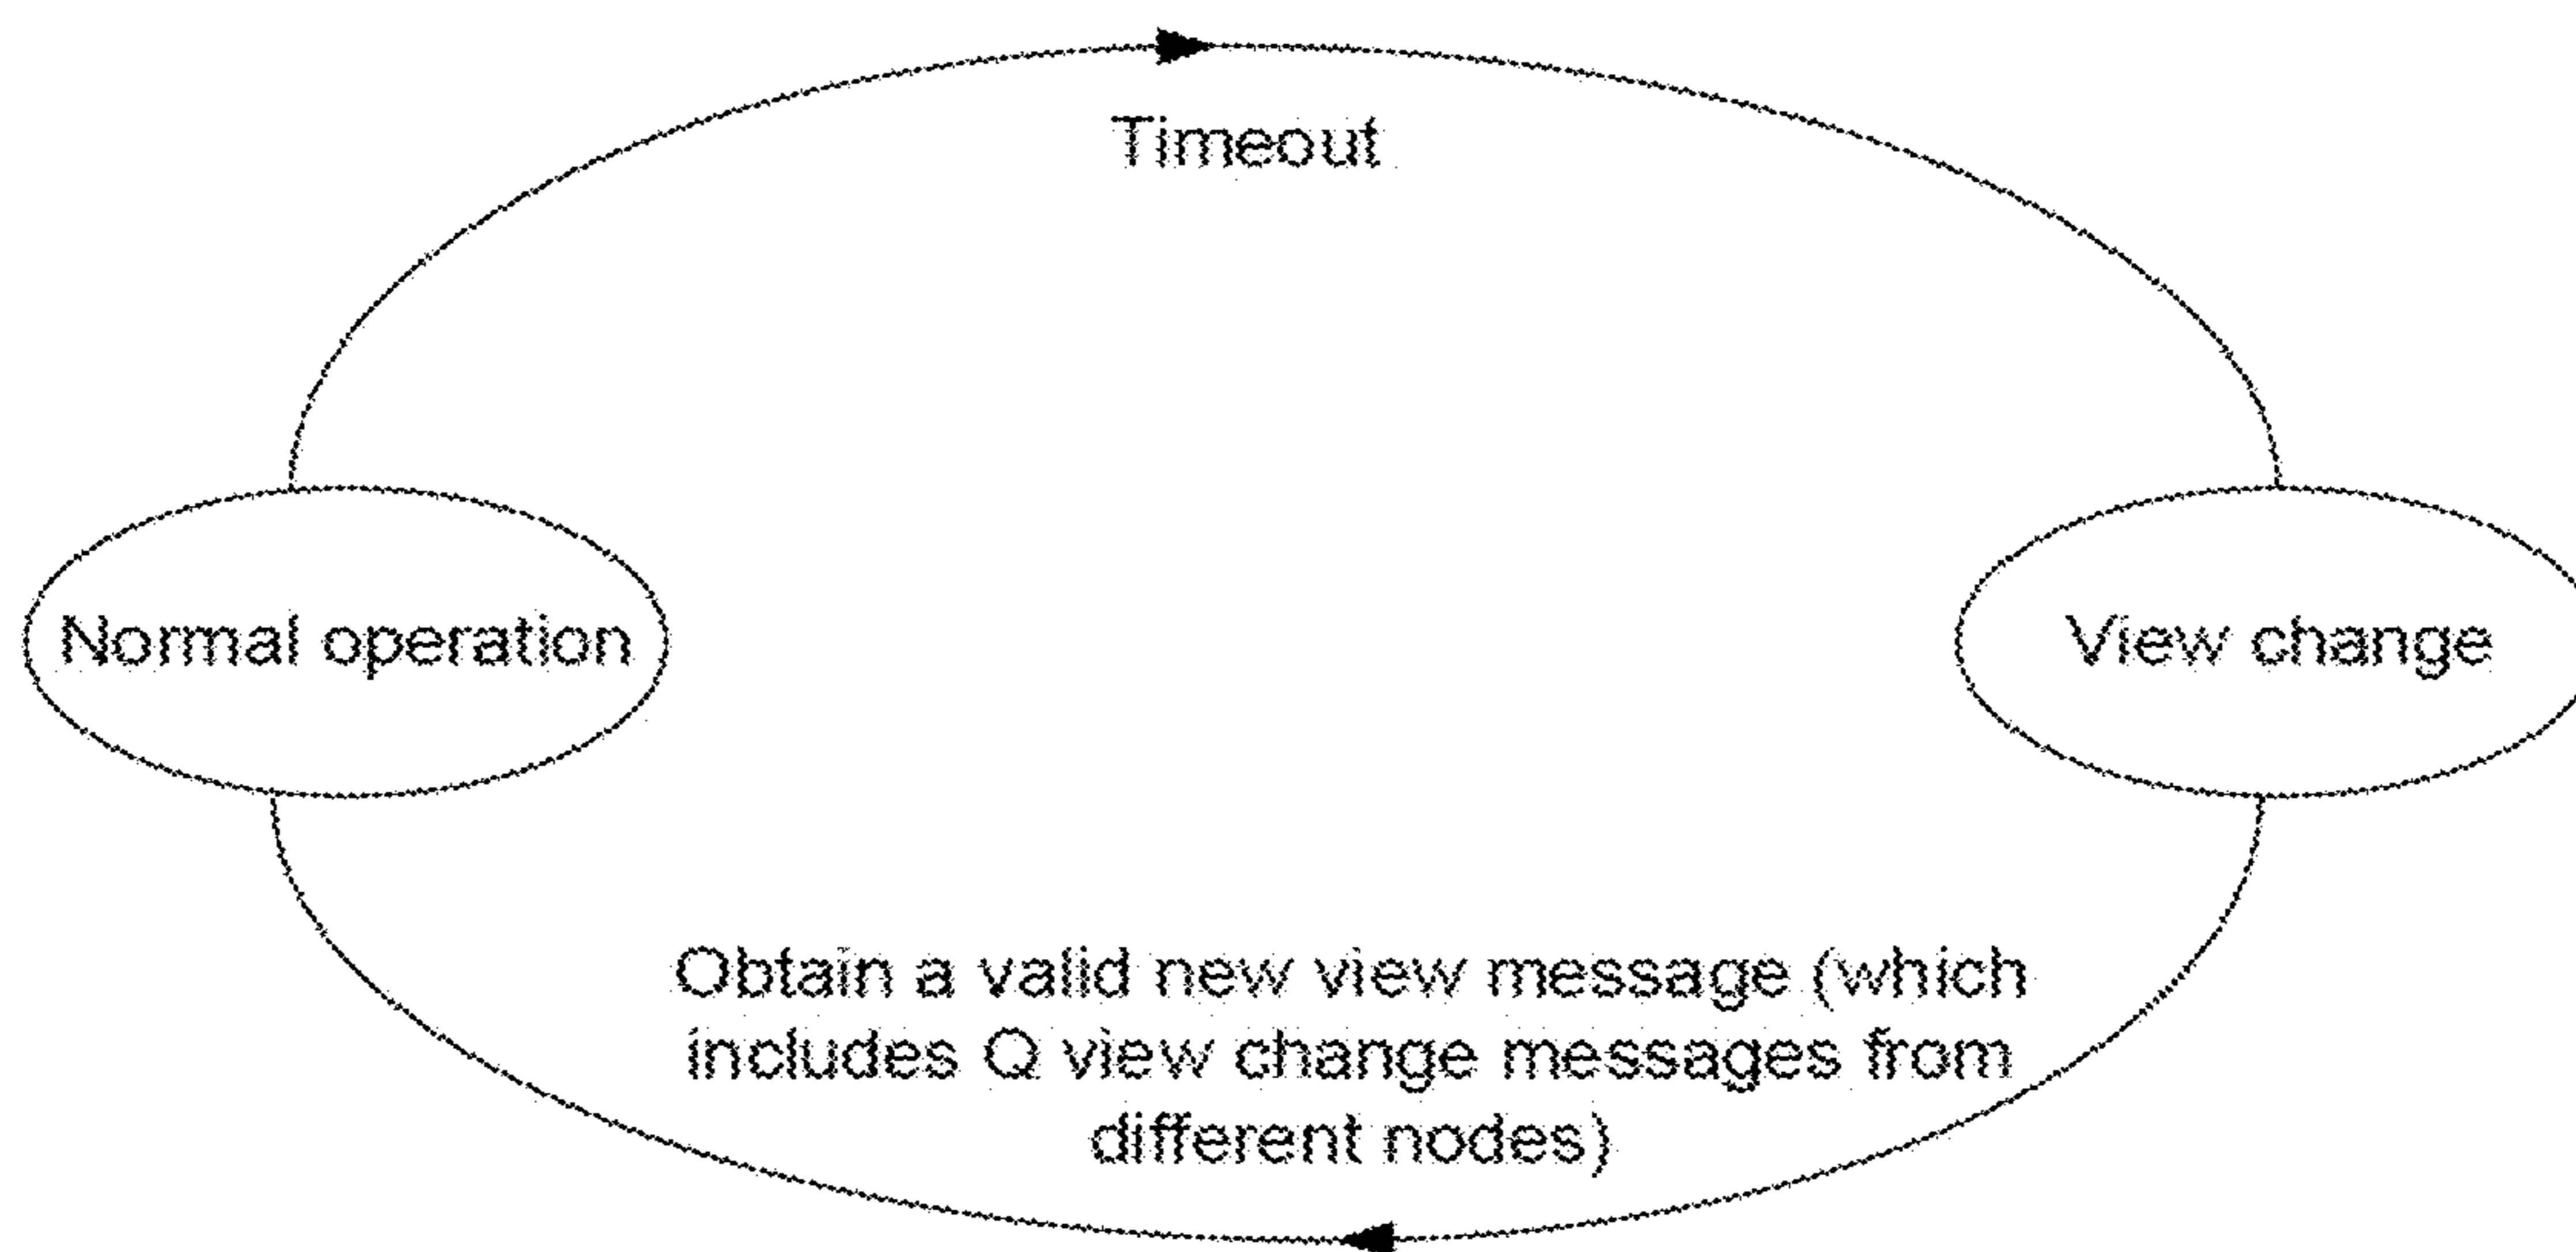 Timeout
Normal operation
View change
Obtain a valid new view message (which
includes Q view change messages from
different nodes)